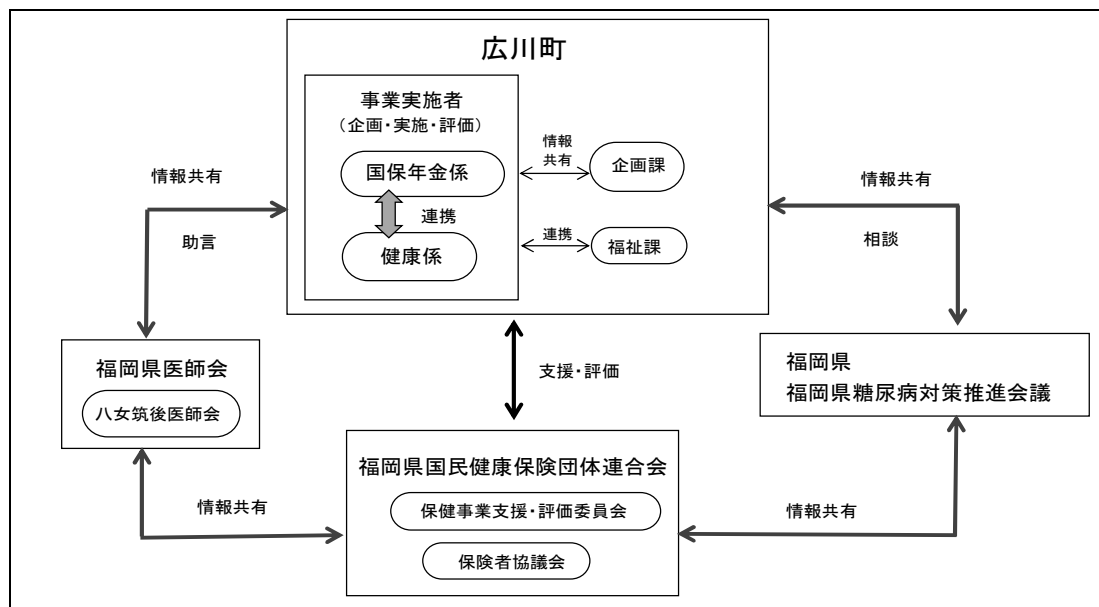 広川町
事業実施者
(企画・実施・評価)
国保年金係
連携
健康係
情報
共有
企画課
連携
福祉課
情報共有
助言
情報共有
相談
福岡県医師会
八女筑後医師会
支援・評価
福岡県
福岡県糖尿病対策推進会議
福岡県国民健康保険団体連合会
保健事業支援・評価委員会
保険者協議会
情報共有
情報共有